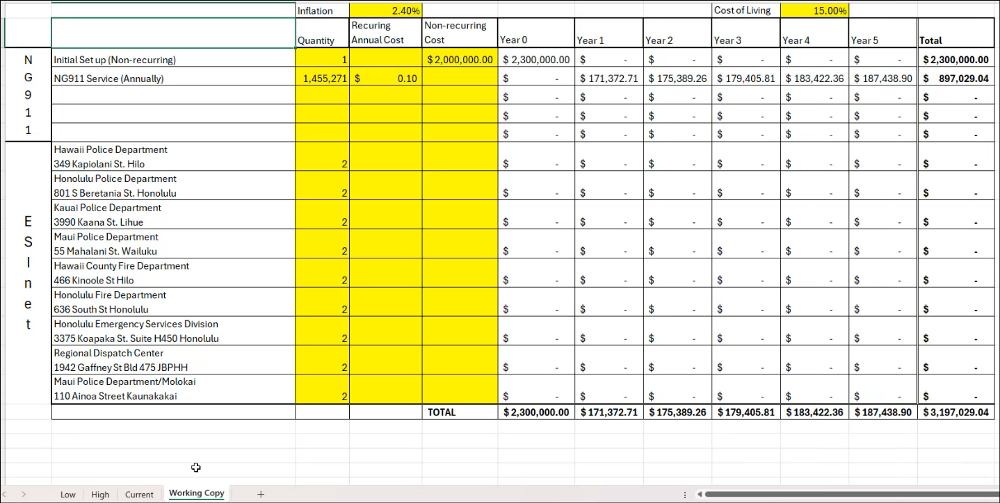 Inflation 2.40% Cost of Living 15.00%
Recuring Non-recurring
Quantity Annual Cost Cost Year 0 Year 1 Year 2 Year 3 Year 4 Year 5 Total
N Initial Set up (Non-recurring) 1 $ 2,000,000.00 $ 2,300,000.00 $ - $ - $ - $ - $ - $ 2,300,000.00
G NG911 Service (Annually) 1,455,271 $ 0.10 $ - $ 171,372.71 $ 175,389.26 $ 179,405.81 $ 183,422.36 $ 187,438.90 $ 897,029.04
9 $ - $ - $ - $ - $ - $ - $ -
1 $ - $ - $ - $ - $ - $ - $ -
1 $ - $ - $ - $ - $ - $ - $ -
Hawaii Police Department
349 Kapiolani St. Hilo 2 $ - $ - $ - $ - $ - $ - $ -
Honolulu Police Department
801 S Beretania St. Honolulu 2 $ - $ - $ - $ - $ - $ - $ -
Kauai Police Department
E 3990 Kaana St. Lihue 2 $ - $ - $ - $ - $ - $ - $ -
S Maui Police Department
I 55 Mahalani St. Wailuku 2 $ - $ - $ - $ - $ - $ - $ -
Hawaii County Fire Department
n 466 Kinoole St Hilo 2 $ - $ - $ - $ - $ - $ - $ -
Honolulu Fire Department
e 636 South St Honolulu 2 $ - $ - $ - $ - $ - $ - $ -
t Honolulu Emergency Services Division
3375 Koapaka St. Suite H450 Honolulu 2 $ - $ - $ - $ - $ - $ - $ -
Regional Dispatch Center
1942 Gaffney St Bld 475 JBPHH 2 $ - $ - $ - $ - $ - $ - $ -
Maui Police Department/Molokai
110 Ainoa Street Kaunakakai 2 $ - $ - $ - $ - $ - $ - $ -
TOTAL $ 2,300,000.00 $ 171,372.71 $ 175,389.26 $ 179,405.81 $ 183,422.36 $ 187,438.90 $ 3,197,029.04
Low High Current Working Copy +